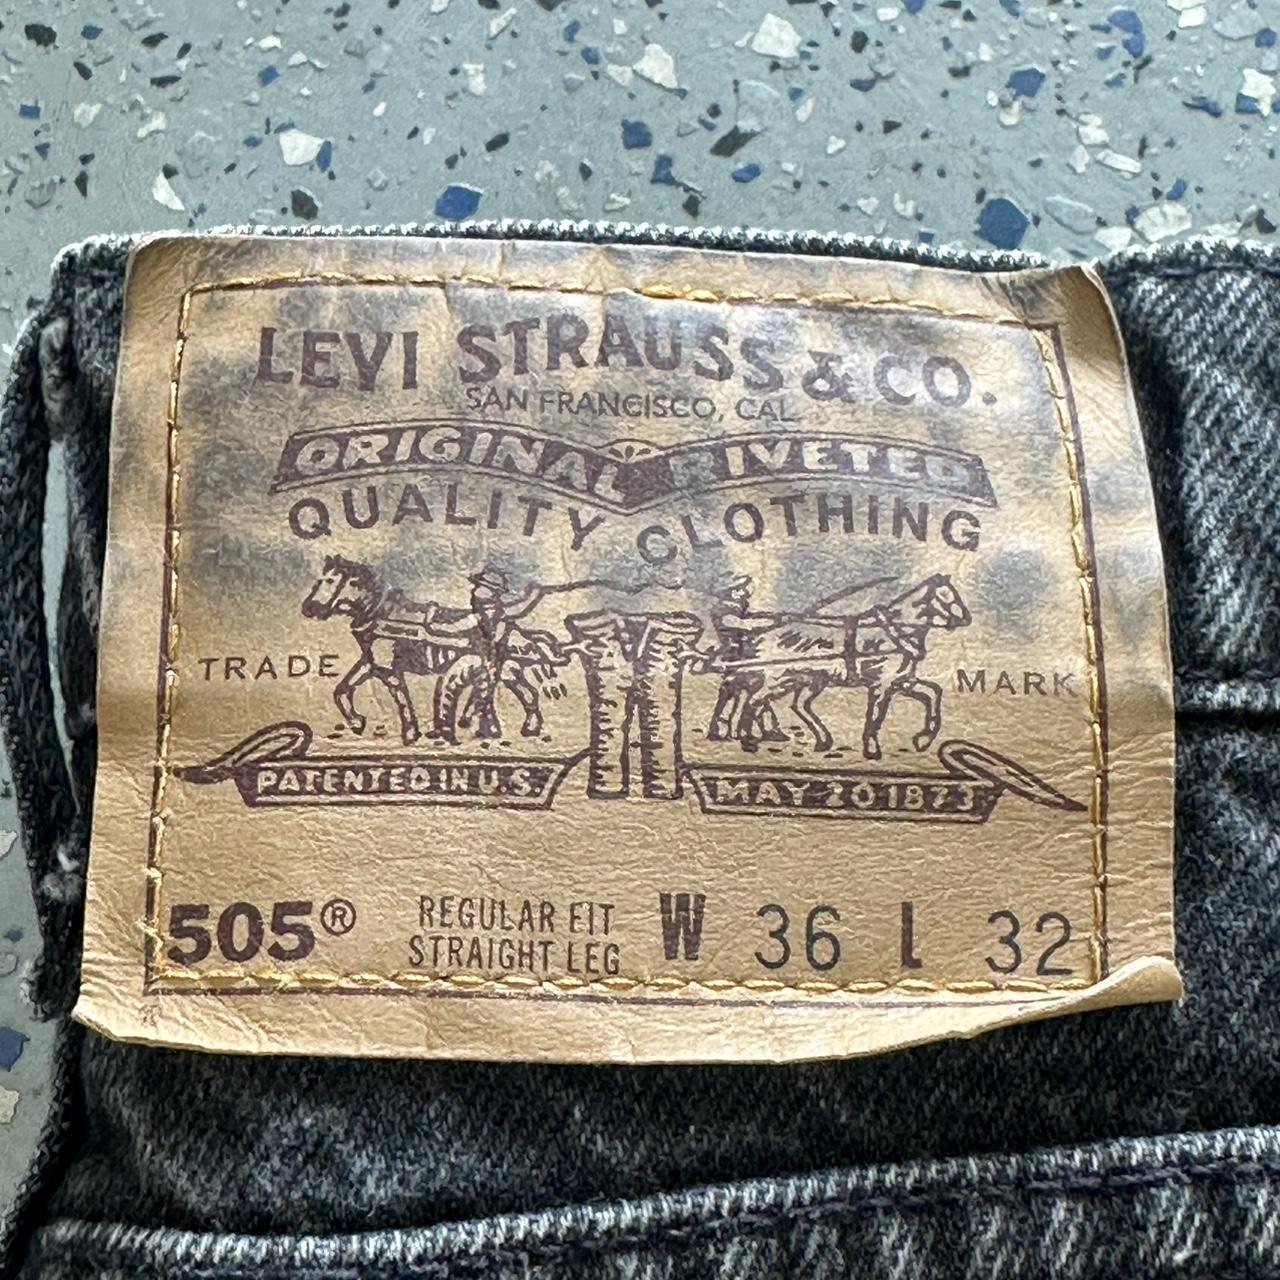 LEVI STRAUSS & CO.
SAN FRANCISCO, CAL.
ORIGINAL RIVETED
QUALITY CLOTHING
TRADE MARK
PATENTED IN U.S. MAY 20 1873
505® REGULAR FIT W 36 L 32
STRAIGHT LEG